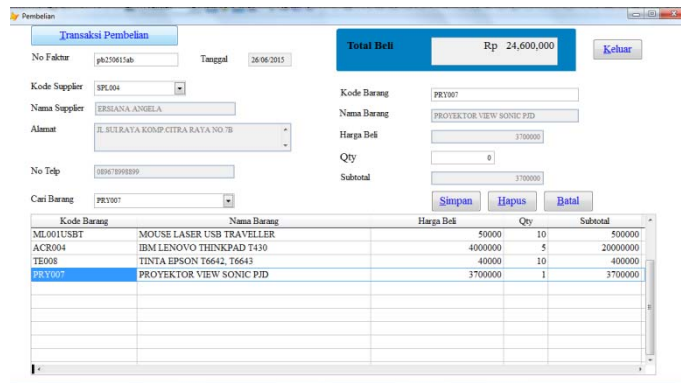 Pembelian
Transaksi Pembelian
Total Beli Rp 24,600,000
Keluar
No Faktur pb250615ab Tanggal 26/06/2015
Kode Supplier SPL004
Kode Barang PRY007
Nama Supplier ERSIANA ANGELA
Nama Barang PROYEKTOR VIEW SONIC PJD
Alamat JL.SULRAYA KOMP.CITRA RAYA NO.7B
Harga Beli 3700000
Qty 0
No Telp 089678998899
Subtotal 3700000
Cari Barang PRY007
Simpan Hapus Batal
Kode Barang Nama Barang Harga Beli Qty Subtotal
ML001USBT MOUSE LASER USB TRAVELLER 50000 10 500000
ACR004 IBM LENOVO THINKPAD T430 4000000 5 20000000
TE008 TINTA EPSON T6642, T6643 40000 10 400000
PRY007 PROYEKTOR VIEW SONIC PJD 3700000 1 3700000